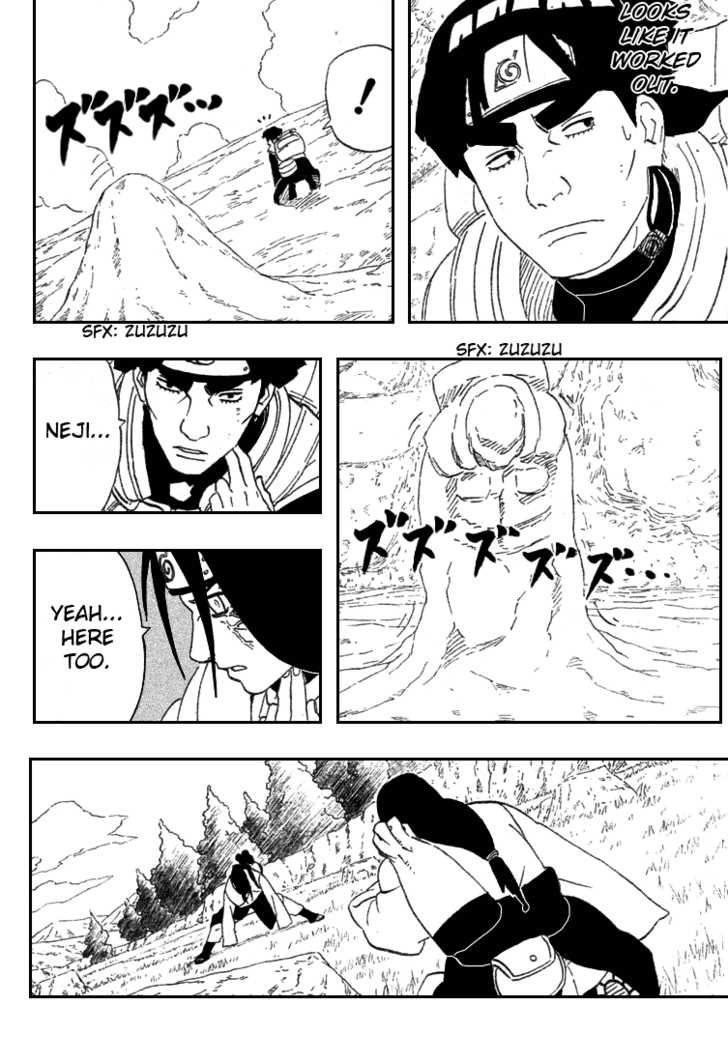 LOOKS
LIKE IT
WORKED
OUT.
!
ズズズ...
SFX: ZUZUZU
SFX: ZUZUZU
ズズズズズ...
NEJI...
YEAH...
HERE
TOO.